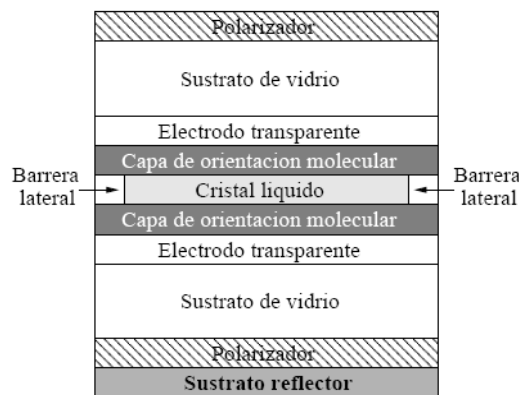 Polarizador
Sustrato de vidrio
Electrodo transparente
Capa de orientacion molecular
Barrera
lateral
Cristal liquido
Barrera
lateral
Capa de orientacion molecular
Electrodo transparente
Sustrato de vidrio
Polarizador
Sustrato reflector